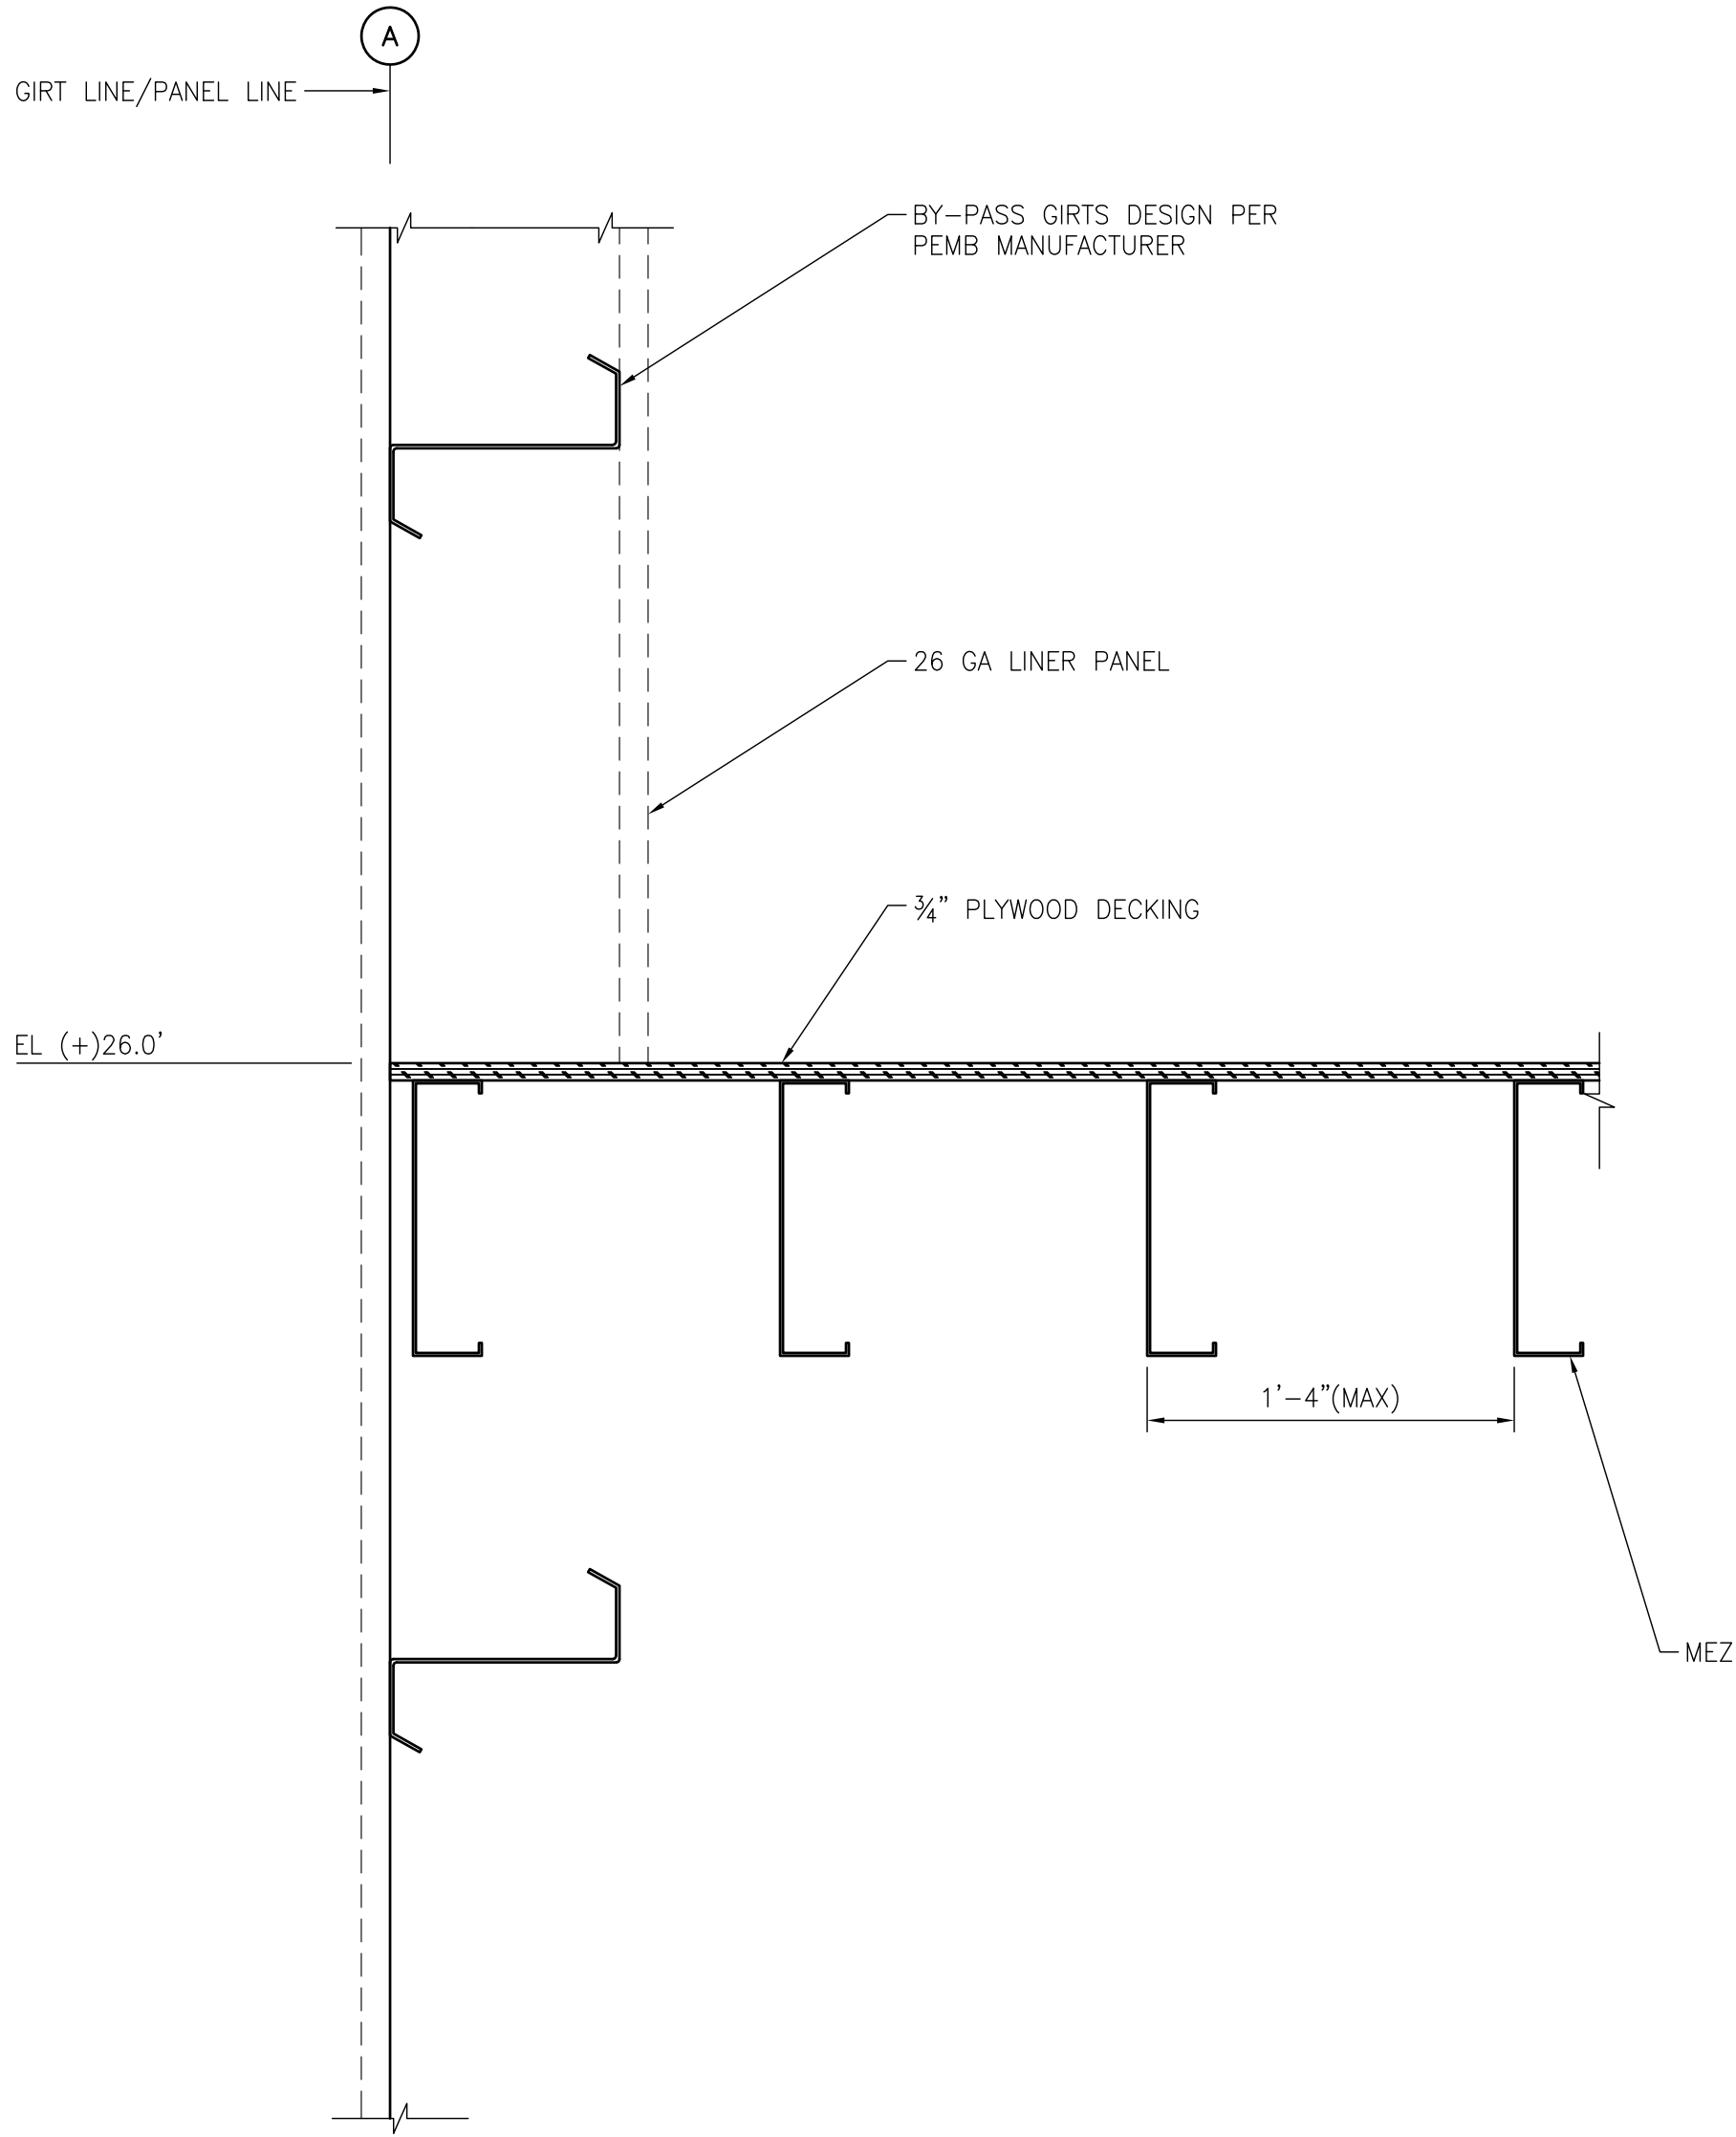 A
GIRT LINE/PANEL LINE
BY-PASS GIRTS DESIGN PER
PEMB MANUFACTURER
26 GA LINER PANEL
¾" PLYWOOD DECKING
EL (+)26.0'
1'-4"(MAX)
MEZ